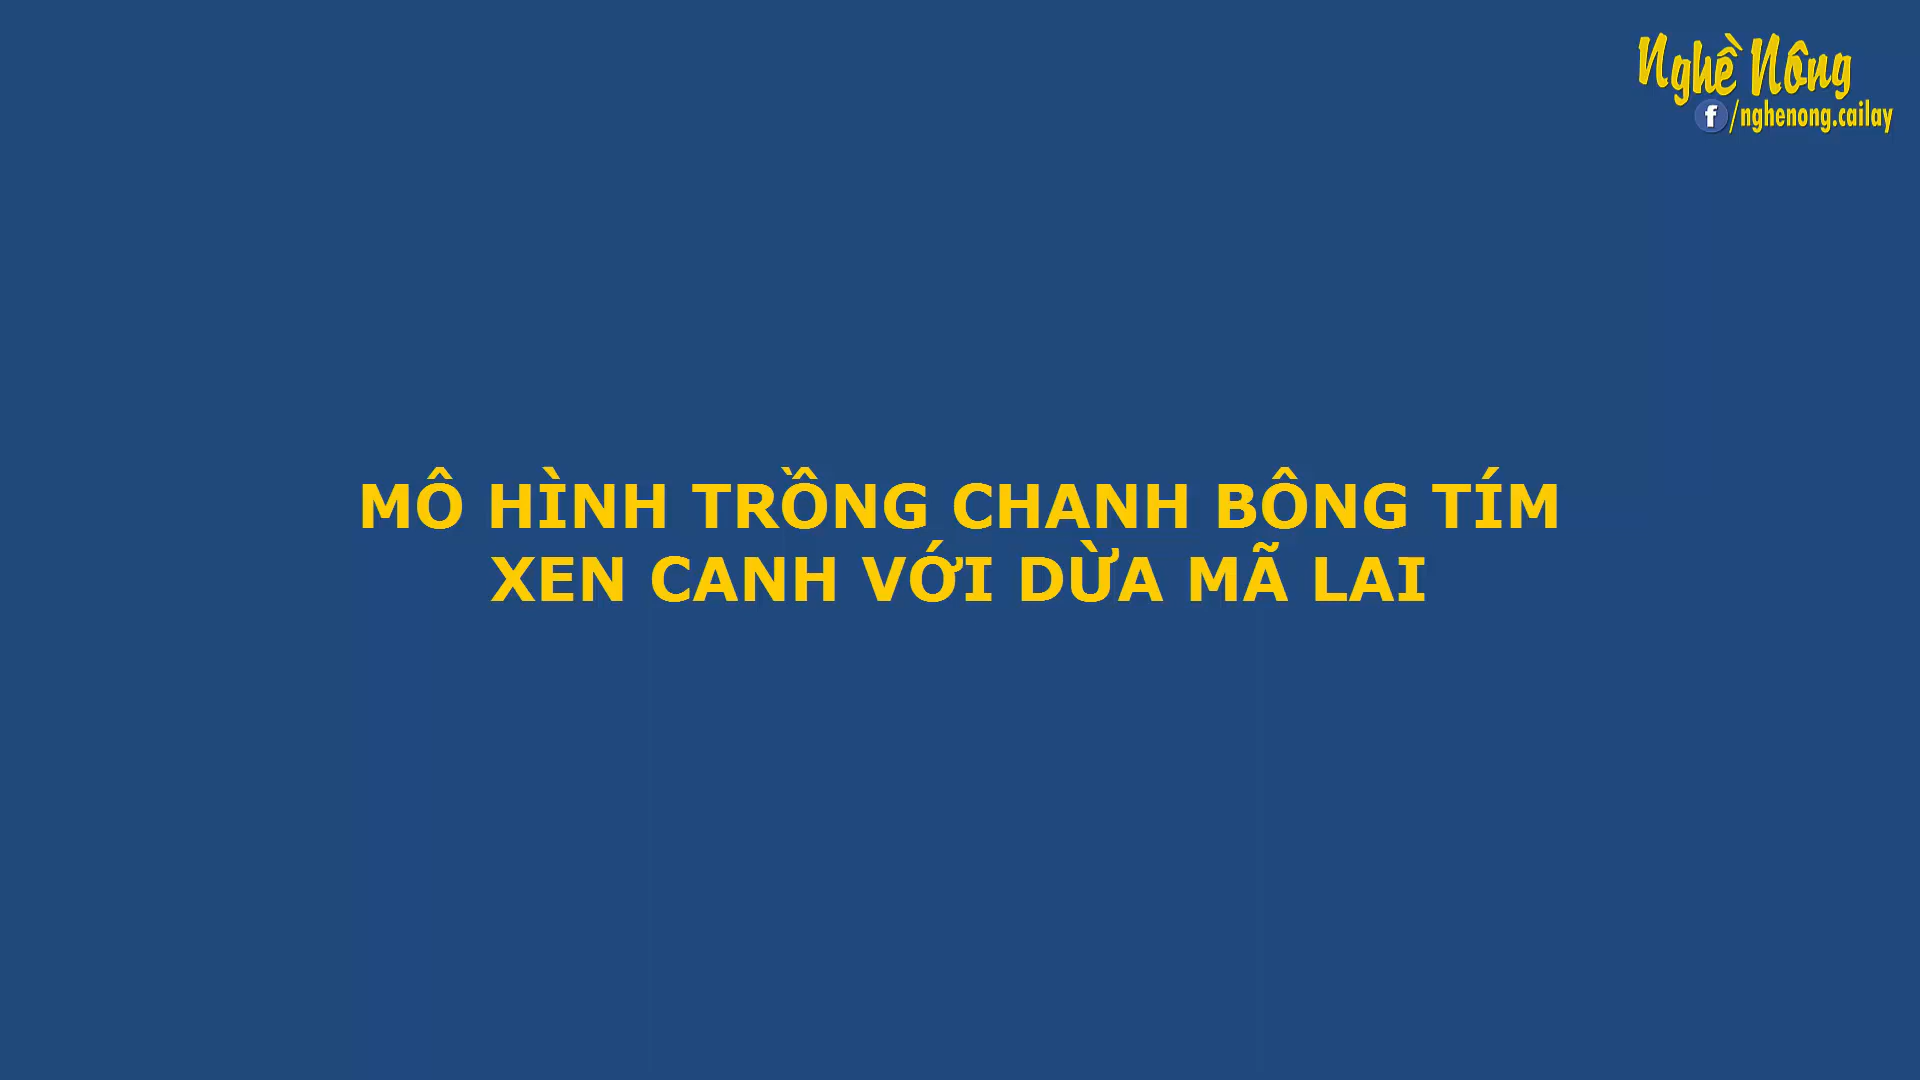 Nghề Nông
f/nghenong.cailay
MÔ HÌNH TRỒNG CHANH BÔNG TÍM
XEN CANH VỚI DỪA MÃ LAI